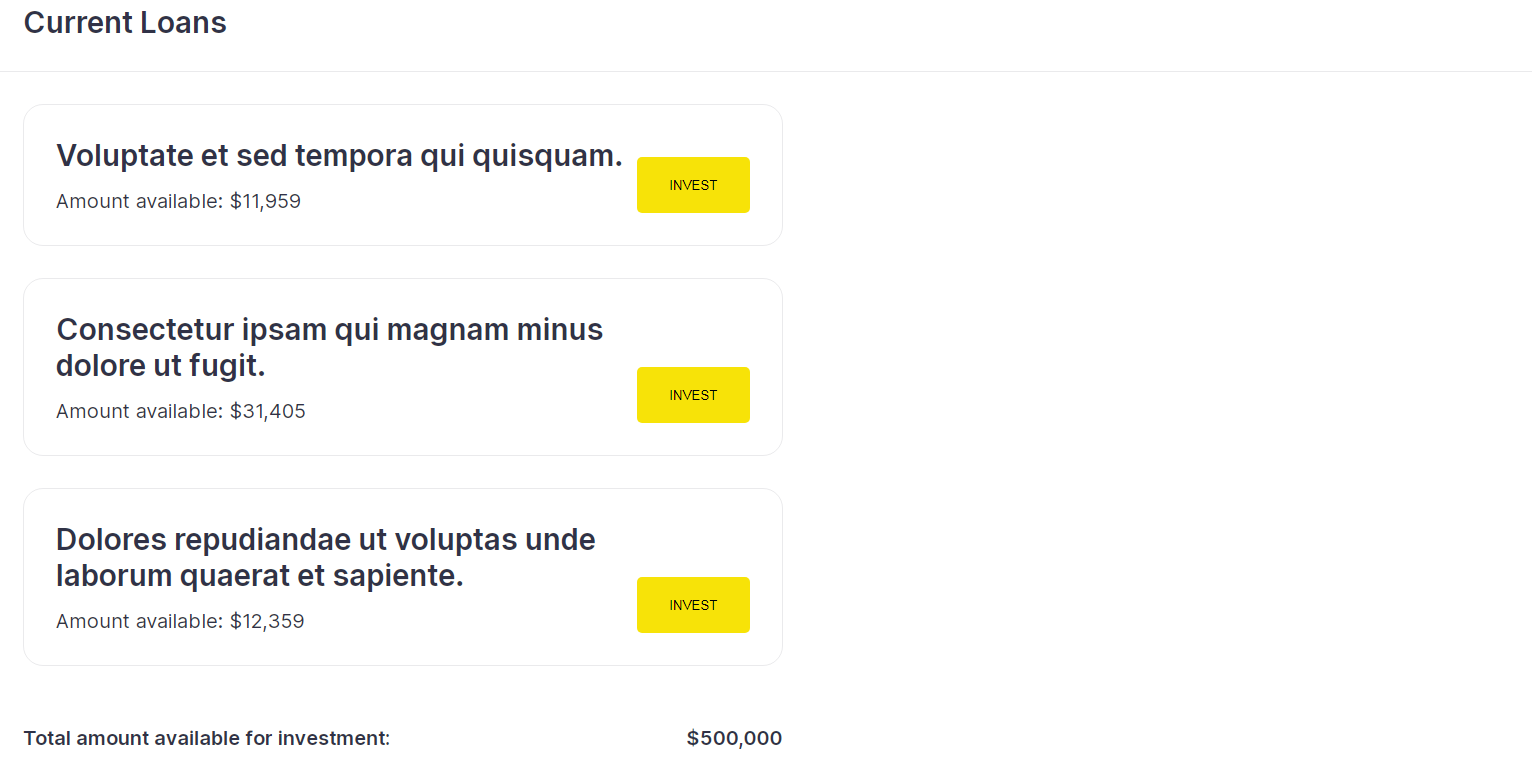 Current Loans
Voluptate et sed tempora qui quisquam.
Amount available: $11,959
INVEST
Consectetur ipsam qui magnam minus
dolore ut fugit.
Amount available: $31,405
INVEST
Dolores repudiandae ut voluptas unde
laborum quaerat et sapiente.
Amount available: $12,359
INVEST
Total amount available for investment: $500,000